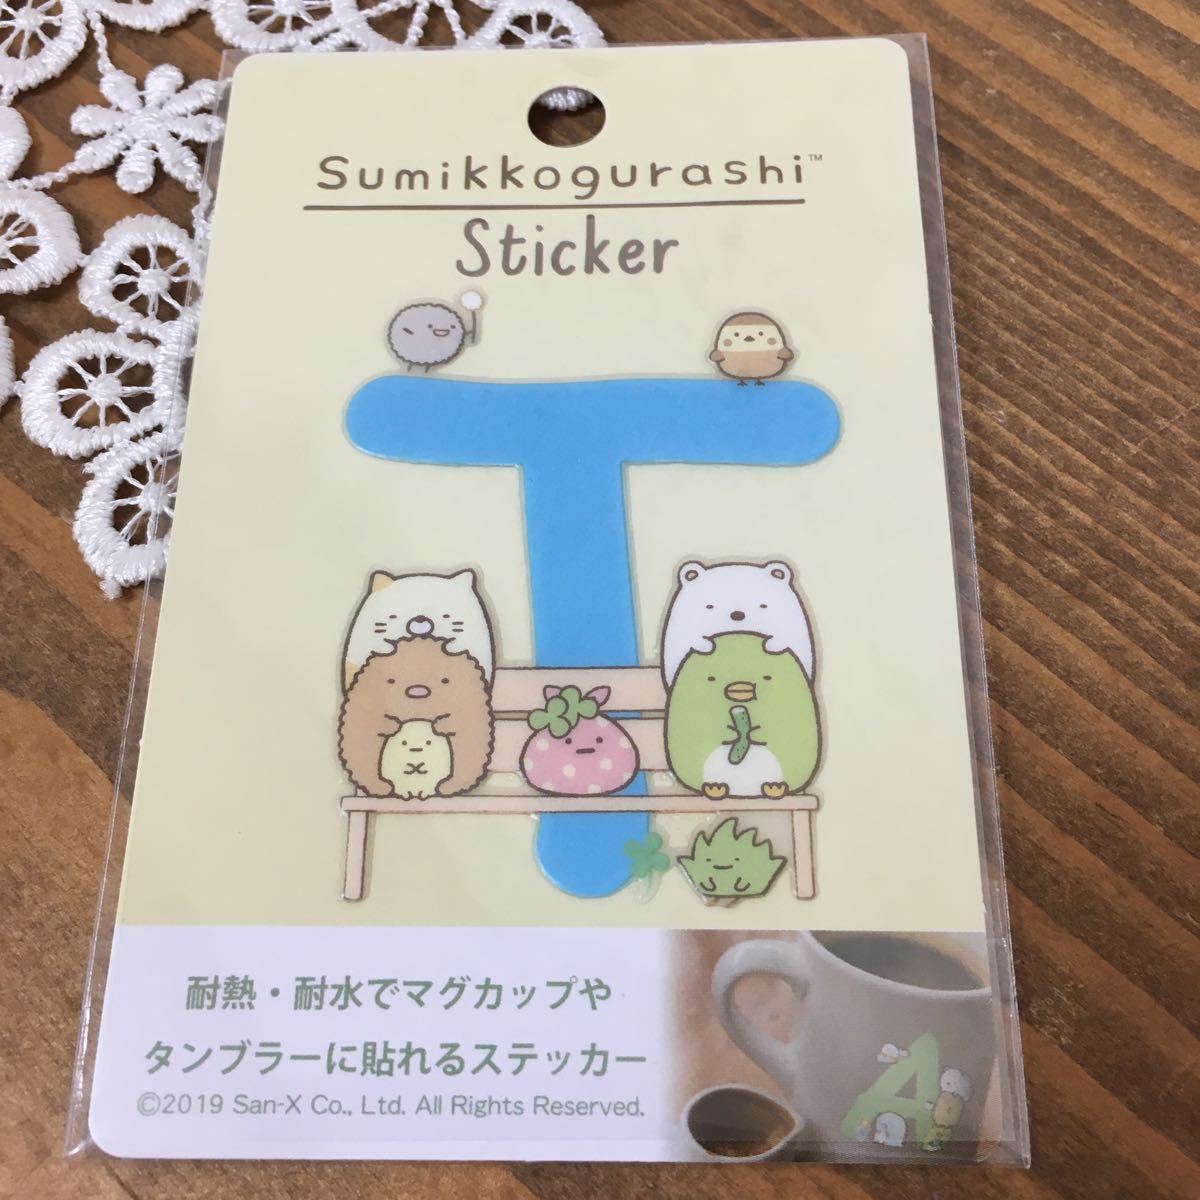 Sumikkogurashi™
Sticker
T
耐熱・耐水でマグカップや
タンブラーに貼れるステッカー
©2019 San-X Co., Ltd. All Rights Reserved.
A